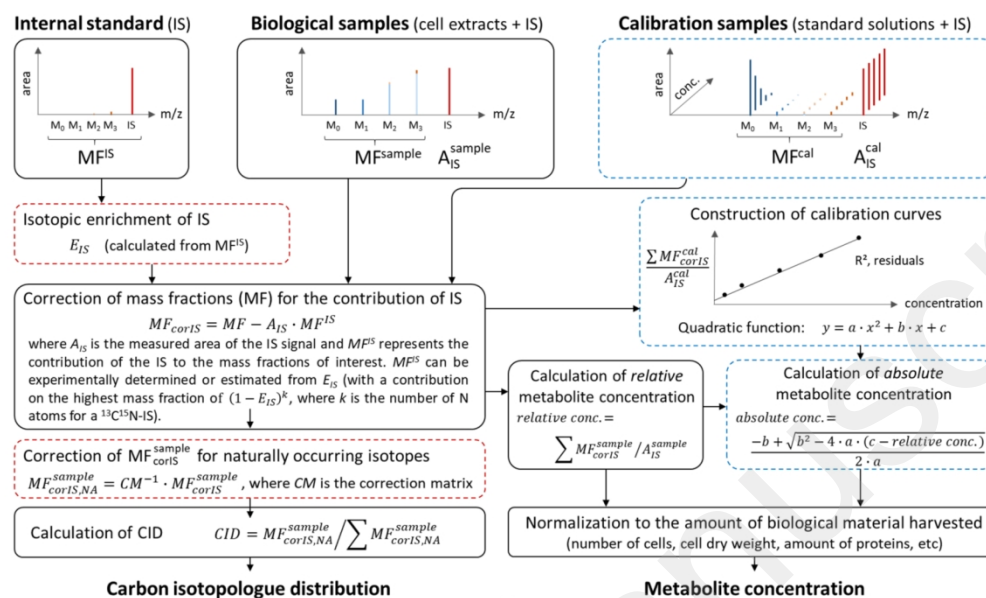 Internal standard (IS)
area
m/z
M₀ M₁ M₂ M₃ IS
MF^IS
Biological samples (cell extracts + IS)
area
m/z
M₀ M₁ M₂ M₃ IS
MF^sample A_IS^sample
Calibration samples (standard solutions + IS)
area
conc.
m/z
M₀ M₁ M₂ M₃ IS
MF^cal A_IS^cal
Isotopic enrichment of IS
E_IS (calculated from MF^IS)
Correction of mass fractions (MF) for the contribution of IS
MF_corIS = MF − A_IS · MF^IS
where A_IS is the measured area of the IS signal and MF^IS represents
the contribution of the IS to the mass fractions of interest. MF^IS can be
experimentally determined or estimated from E_IS (with a contribution
on the highest mass fraction of (1 − E_IS)^k, where k is the number of N
atoms for a ¹³C¹⁵N-IS).
Construction of calibration curves
∑ MF_corIS^cal / A_IS^cal
R², residuals
concentration
Quadratic function: y = a · x² + b · x + c
Calculation of relative
metabolite concentration
relative conc. =
∑ MF_corIS^sample / A_IS^sample
Calculation of absolute
metabolite concentration
absolute conc. =
−b + √(b² − 4 · a · (c − relative conc.))
2 · a
Correction of MF_corIS^sample for naturally occurring isotopes
MF_corIS,NA^sample = CM⁻¹ · MF_corIS^sample, where CM is the correction matrix
Calculation of CID CID = MF_corIS,NA^sample / ∑ MF_corIS,NA^sample
Normalization to the amount of biological material harvested
(number of cells, cell dry weight, amount of proteins, etc)
Carbon isotopologue distribution
Metabolite concentration